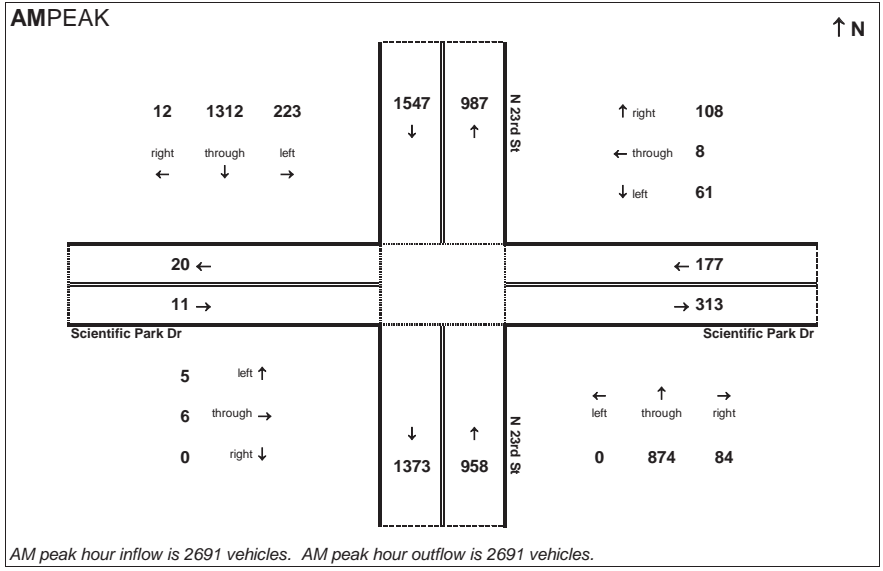 AMPEAK
↑ N
12 1312 223
right through left
← ↓ →
1547 987
↓ ↑
N 23rd St
↑ right 108
← through 8
↓ left 61
20 ←
11 →
← 177
→ 313
Scientific Park Dr
Scientific Park Dr
5 left ↑
6 through →
0 right ↓
↓ ↑
1373 958
N 23rd St
← ↑ →
left through right
0 874 84
AM peak hour inflow is 2691 vehicles. AM peak hour outflow is 2691 vehicles.